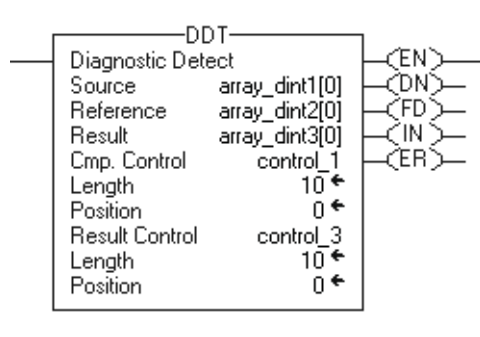 DDT
Diagnostic Detect
EN
Source array_dint1[0]
DN
Reference array_dint2[0]
FD
Result array_dint3[0]
IN
Cmp. Control control_1
ER
Length 10
Position 0
Result Control control_3
Length 10
Position 0